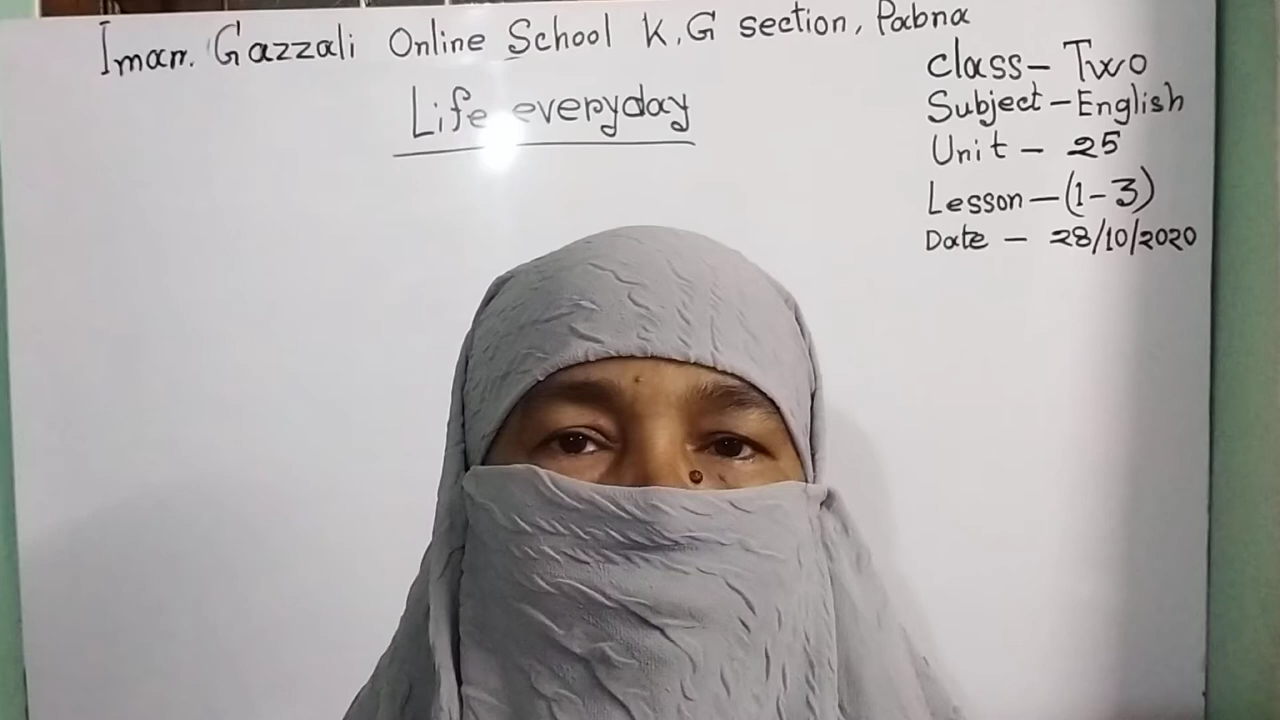 Imam. Gazzali Online School K.G section, Pabna
Life everyday
class- Two
Subject-English
Unit - 25
Lesson-(1-3)
Date - 28/10/2020